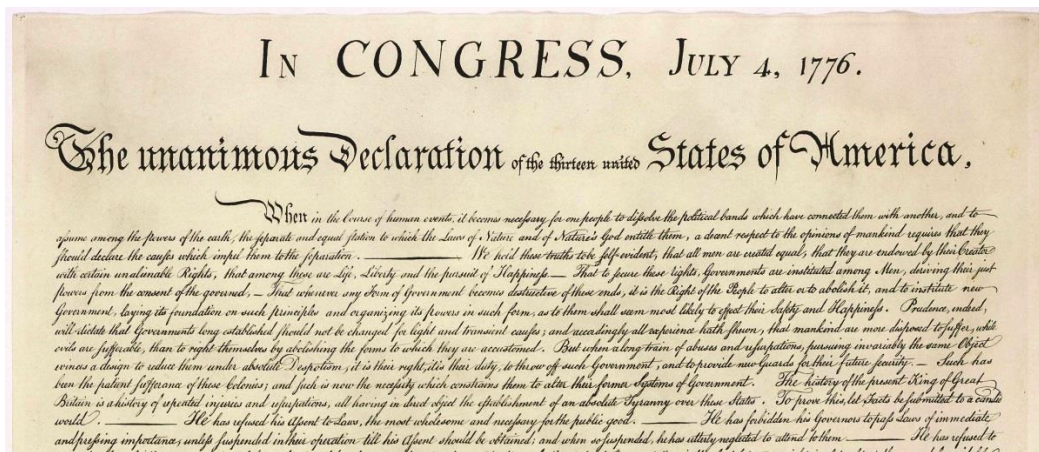 IN CONGRESS, JULY 4, 1776.
The unanimous Declaration of the thirteen united States of America,
When in the Course of human events, it becomes necessary for one people to dissolve the political bands which have connected them with another, and to
assume among the powers of the earth, the separate and equal station to which the Laws of Nature and of Nature's God entitle them, a decent respect to the opinions of mankind requires that they
should declare the causes which impel them to the separation. ——— We hold these truths to be self-evident, that all men are created equal, that they are endowed by their Creator
with certain unalienable Rights, that among these are Life, Liberty and the pursuit of Happiness.— That to secure these rights, Governments are instituted among Men, deriving their just
powers from the consent of the governed, — That whenever any Form of Government becomes destructive of these ends, it is the Right of the People to alter or to abolish it, and to institute new
Government, laying its foundation on such principles and organizing its powers in such form, as to them shall seem most likely to effect their Safety and Happiness. Prudence, indeed,
will dictate that Governments long established should not be changed for light and transient causes; and accordingly all experience hath shewn, that mankind are more disposed to suffer, while
evils are sufferable, than to right themselves by abolishing the forms to which they are accustomed. But when a long train of abuses and usurpations, pursuing invariably the same Object
evinces a design to reduce them under absolute Despotism, it is their right, it is their duty, to throw off such Government, and to provide new Guards for their future security. — Such has
been the patient sufferance of these Colonies; and such is now the necessity which constrains them to alter their former Systems of Government. The history of the present King of Great
Britain is a history of repeated injuries and usurpations, all having in direct object the establishment of an absolute Tyranny over these States. To prove this, let Facts be submitted to a candid
world. ——— He has refused his Assent to Laws, the most wholesome and necessary for the public good. ——— He has forbidden his Governors to pass Laws of immediate
and pressing importance, unless suspended in their operation till his Assent should be obtained; and when so suspended, he has utterly neglected to attend to them. ——— He has refused to